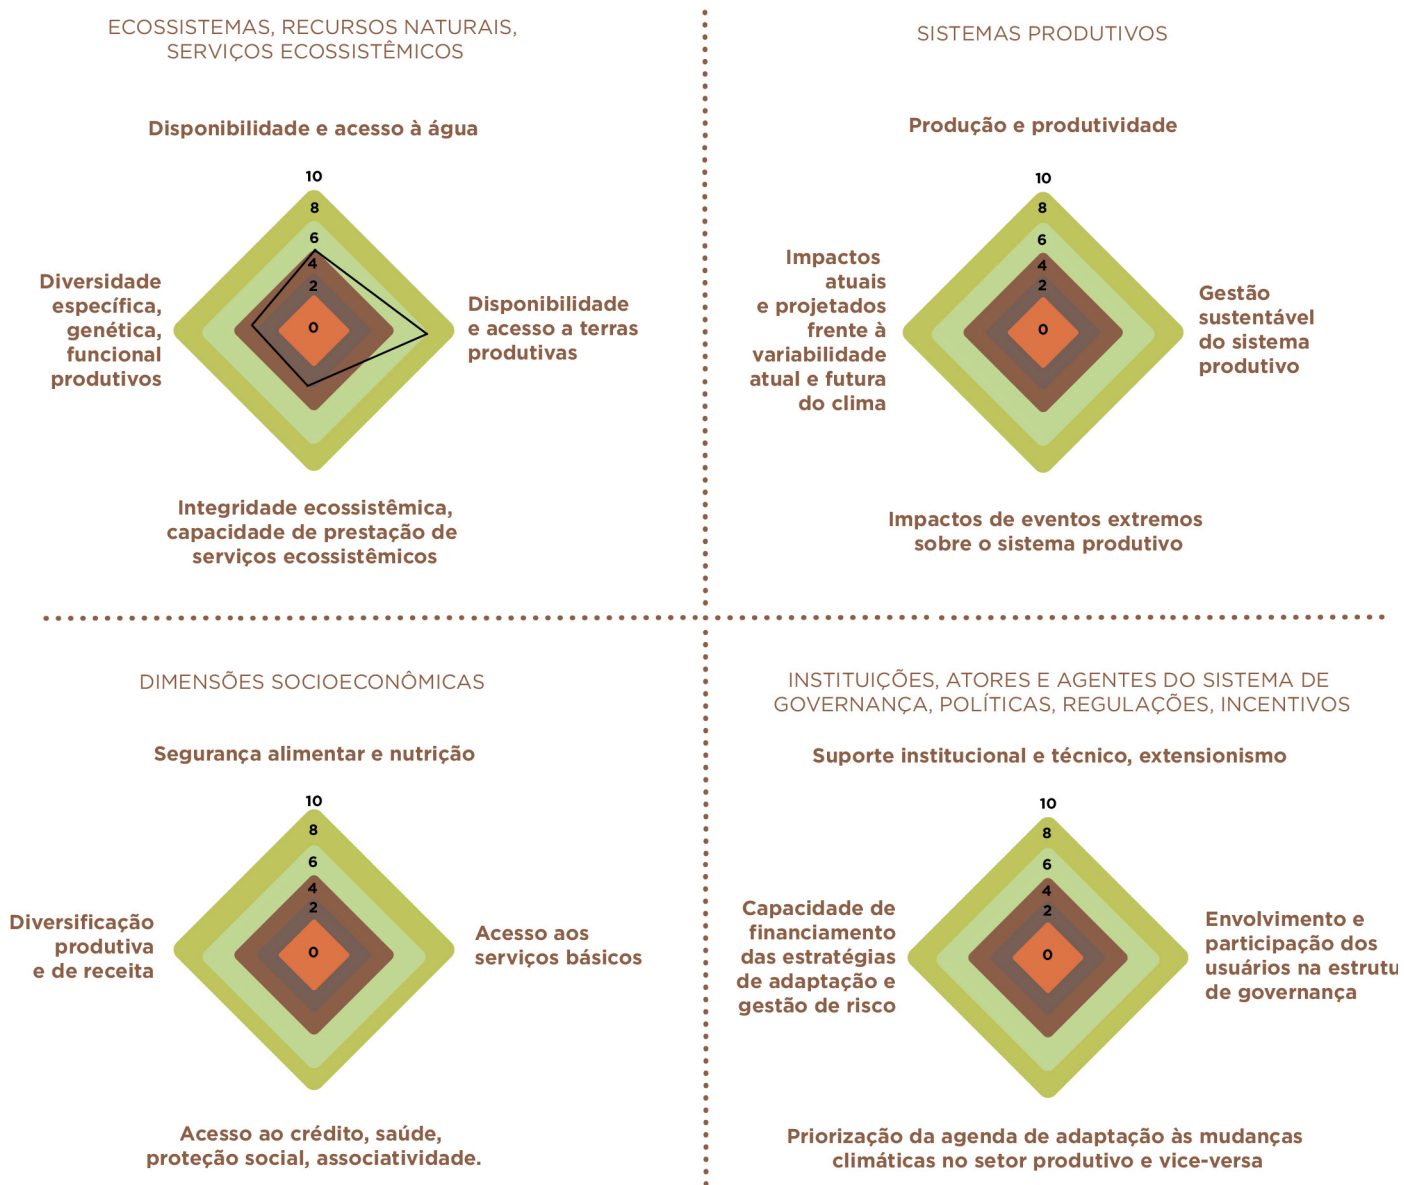 ECOSSISTEMAS, RECURSOS NATURAIS,
SERVIÇOS ECOSSISTÊMICOS
Disponibilidade e acesso à água
10
8
6
4
2
0
Diversidade
específica,
genética,
funcional
produtivos
Disponibilidade
e acesso a terras
produtivas
Integridade ecossistêmica,
capacidade de prestação de
serviços ecossistêmicos
SISTEMAS PRODUTIVOS
Produção e produtividade
10
8
6
4
2
0
Impactos
atuais
e projetados
frente à
variabilidade
atual e futura
do clima
Gestão
sustentável
do sistema
produtivo
Impactos de eventos extremos
sobre o sistema produtivo
DIMENSÕES SOCIOECONÔMICAS
Segurança alimentar e nutrição
10
8
6
4
2
0
Diversificação
produtiva
e de receita
Acesso aos
serviços básicos
Acesso ao crédito, saúde,
proteção social, associatividade.
INSTITUIÇÕES, ATORES E AGENTES DO SISTEMA DE
GOVERNANÇA, POLÍTICAS, REGULAÇÕES, INCENTIVOS
Suporte institucional e técnico, extensionismo
10
8
6
4
2
0
Capacidade de
financiamento
das estratégias
de adaptação e
gestão de risco
Envolvimento e
participação dos
usuários na estrutu
de governança
Priorização da agenda de adaptação às mudanças
climáticas no setor produtivo e vice-versa